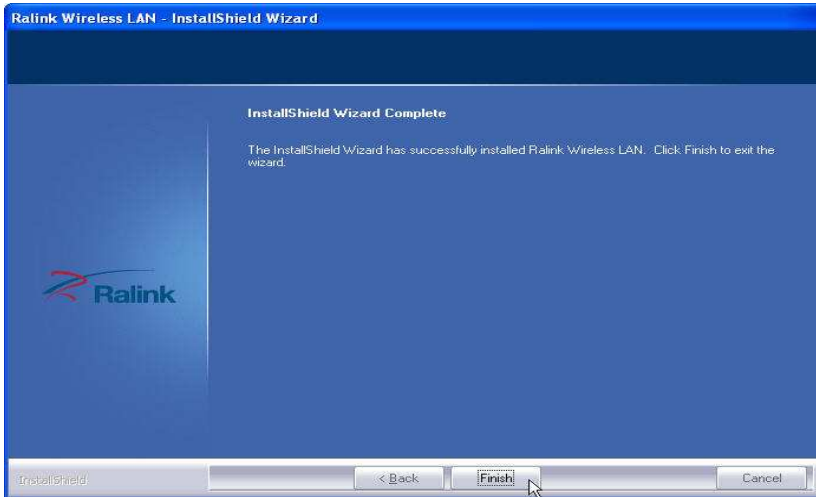 Ralink Wireless LAN - InstallShield Wizard
InstallShield Wizard Complete
The InstallShield Wizard has successfully installed Ralink Wireless LAN. Click Finish to exit the
wizard.
Ralink
InstallShield
< Back
Finish
Cancel